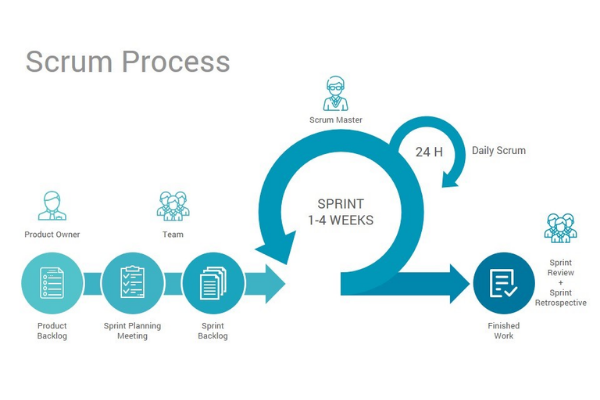 Scrum Process
Scrum Master
24 H
Daily Scrum
SPRINT
1-4 WEEKS
Product Owner
Team
Sprint
Review
+
Sprint
Retrospective
Product
Backlog
Sprint Planning
Meeting
Sprint
Backlog
Finished
Work